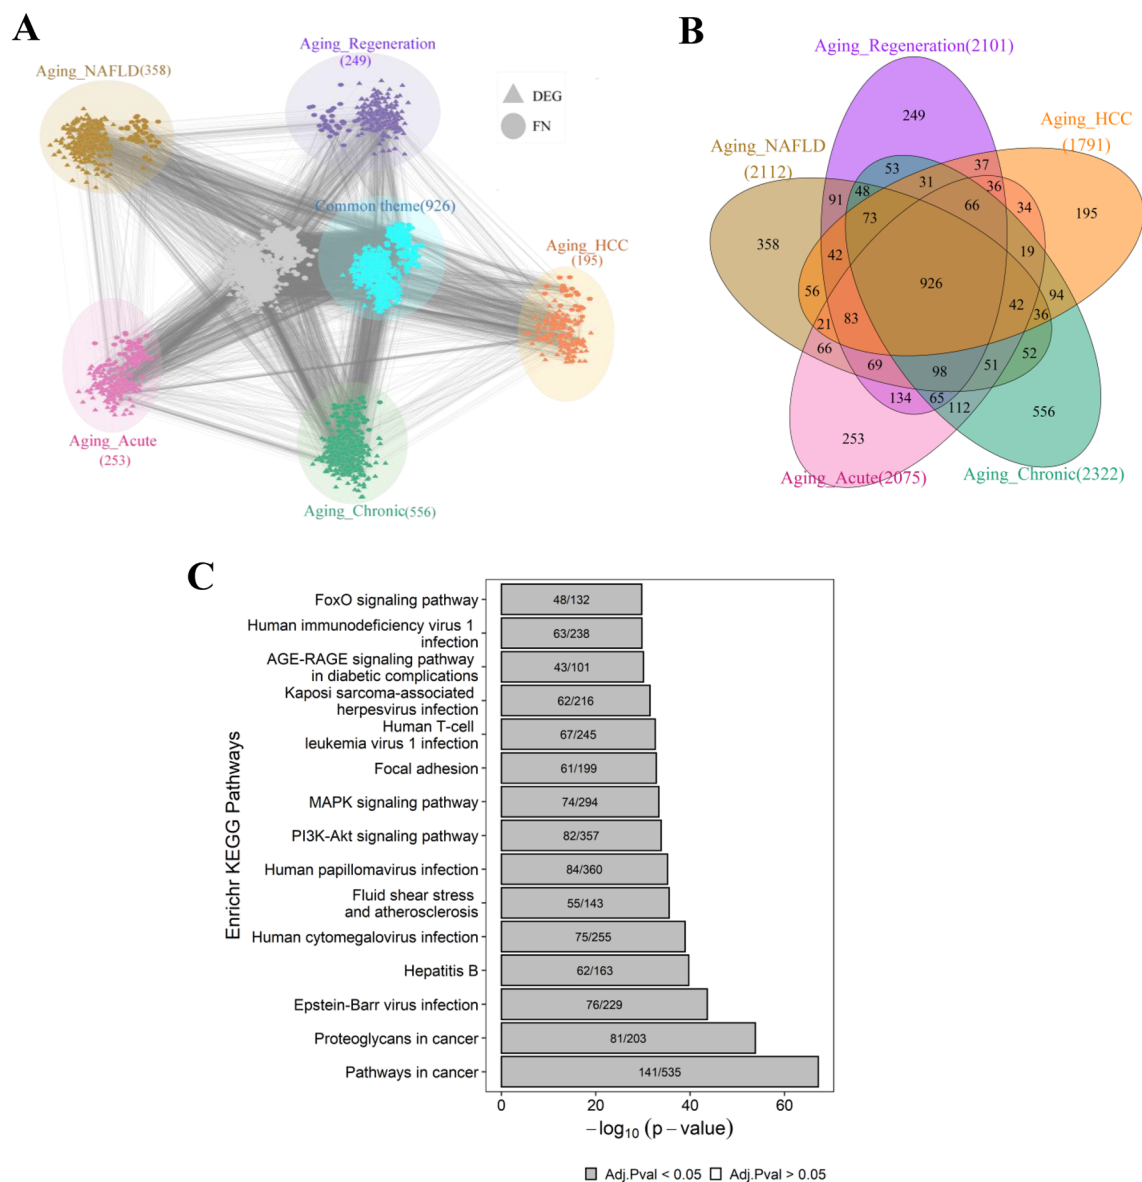 A
Aging_NAFLD(358)
Aging_Regeneration
(249)
DEG
FN
Common theme(926)
Aging_HCC
(195)
Aging_Acute
(253)
Aging_Chronic(556)
B
Aging_Regeneration(2101)
Aging_HCC
(1791)
Aging_NAFLD
(2112)
249
53
31
37
36
34
195
91
48
73
66
19
358
42
926
94
56
42
36
21
83
66
69
98
51
52
134
65
112
556
253
Aging_Acute(2075)
Aging_Chronic(2322)
C
Enrichr KEGG Pathways
FoxO signaling pathway
48/132
Human immunodeficiency virus 1
infection
63/238
AGE-RAGE signaling pathway
in diabetic complications
43/101
Kaposi sarcoma-associated
herpesvirus infection
62/216
Human T-cell
leukemia virus 1 infection
67/245
Focal adhesion
61/199
MAPK signaling pathway
74/294
PI3K-Akt signaling pathway
82/357
Human papillomavirus infection
84/360
Fluid shear stress
and atherosclerosis
55/143
Human cytomegalovirus infection
75/255
Hepatitis B
62/163
Epstein-Barr virus infection
76/229
Proteoglycans in cancer
81/203
Pathways in cancer
141/535
0 20 40 60
−log₁₀ (p−value)
Adj.Pval < 0.05 Adj.Pval > 0.05